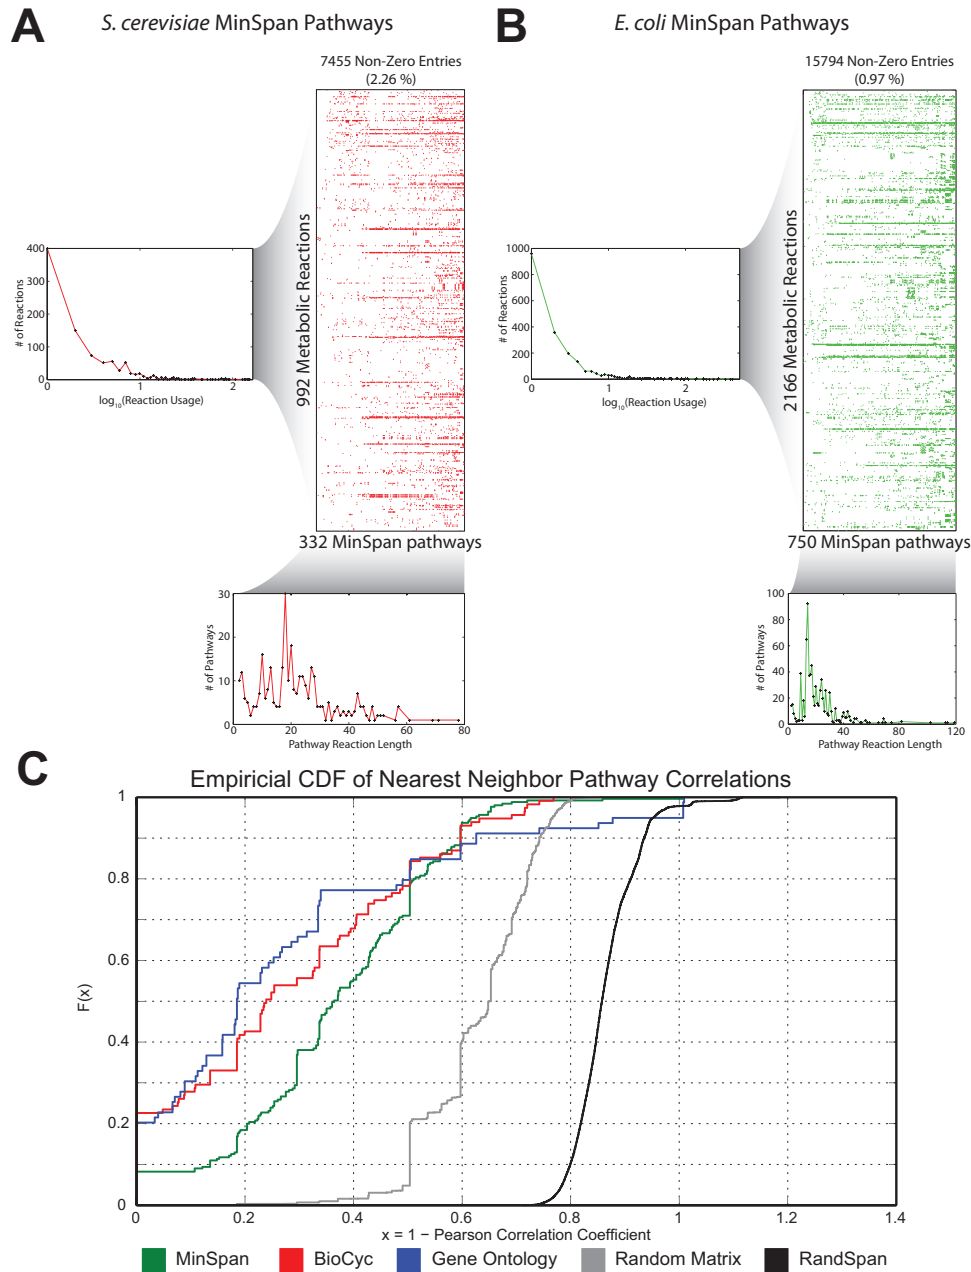 A
S. cerevisiae MinSpan Pathways
7455 Non-Zero Entries
(2.26 %)
992 Metabolic Reactions
332 MinSpan pathways
400
300
200
100
0
# of Reactions
0
1
2
log10(Reaction Usage)
30
20
10
0
# of Pathways
0
20
40
60
80
Pathway Reaction Length
B
E. coli MinSpan Pathways
15794 Non-Zero Entries
(0.97 %)
2166 Metabolic Reactions
750 MinSpan pathways
1000
800
600
400
200
0
# of Reactions
0
1
2
log10(Reaction Usage)
100
80
60
40
20
0
# of Pathways
0
40
80
120
Pathway Reaction Length
C
Empiricial CDF of Nearest Neighbor Pathway Correlations
1
0.8
0.6
0.4
0.2
0
F(x)
0
0.2
0.4
0.6
0.8
1
1.2
1.4
x = 1 − Pearson Correlation Coefficient
MinSpan
BioCyc
Gene Ontology
Random Matrix
RandSpan